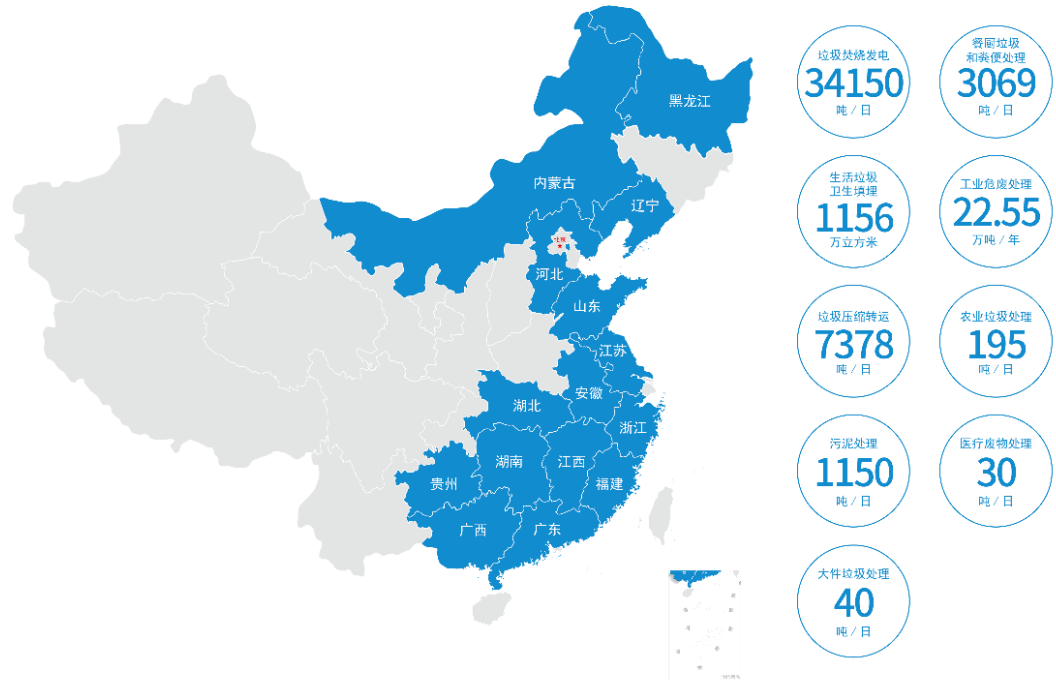 黑龙江
内蒙古
辽宁
北京
河北
山东
江苏
安徽
湖北
浙江
湖南
江西
贵州
福建
广西
广东
垃圾焚烧发电
34150
吨/日
餐厨垃圾
和粪便处理
3069
吨/日
生活垃圾
卫生填埋
1156
万立方米
工业危废处理
22.55
万吨/年
垃圾压缩转运
7378
吨/日
农业垃圾处理
195
吨/日
污泥处理
1150
吨/日
医疗废物处理
30
吨/日
大件垃圾处理
40
吨/日